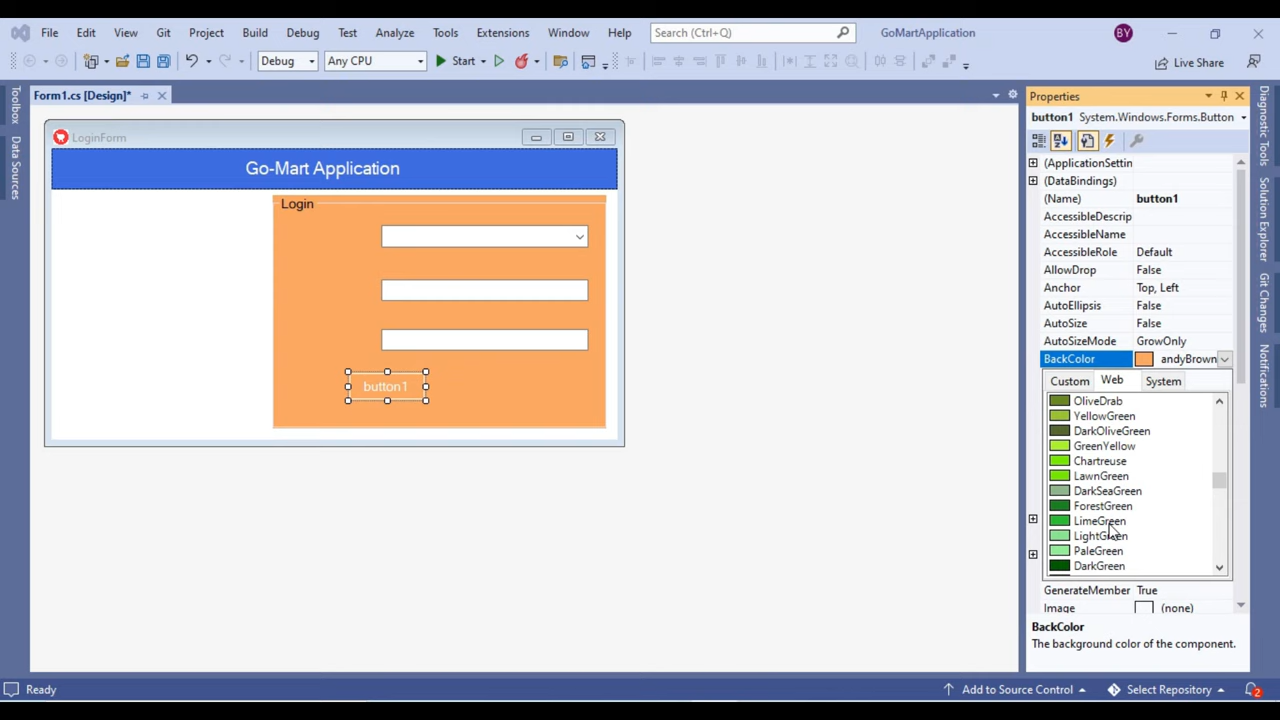 File Edit View Git Project Build Debug Test Analyze Tools Extensions Window Help Search (Ctrl+Q) GoMartApplication BY
Debug Any CPU Start Live Share
Form1.cs [Design]*
Toolbox
Data Sources
LoginForm
Go-Mart Application
Login
button1
Properties
button1 System.Windows.Forms.Button
(ApplicationSettin
(DataBindings)
(Name) button1
AccessibleDescrip
AccessibleName
AccessibleRole Default
AllowDrop False
Anchor Top, Left
AutoEllipsis False
AutoSize False
AutoSizeMode GrowOnly
BackColor andyBrown
Custom Web System
OliveDrab
YellowGreen
DarkOliveGreen
GreenYellow
Chartreuse
LawnGreen
DarkSeaGreen
ForestGreen
LimeGreen
LightGreen
PaleGreen
DarkGreen
GenerateMember True
Image (none)
BackColor
The background color of the component.
Diagnostic Tools
Solution Explorer
Git Changes
Notifications
Ready Add to Source Control Select Repository 2